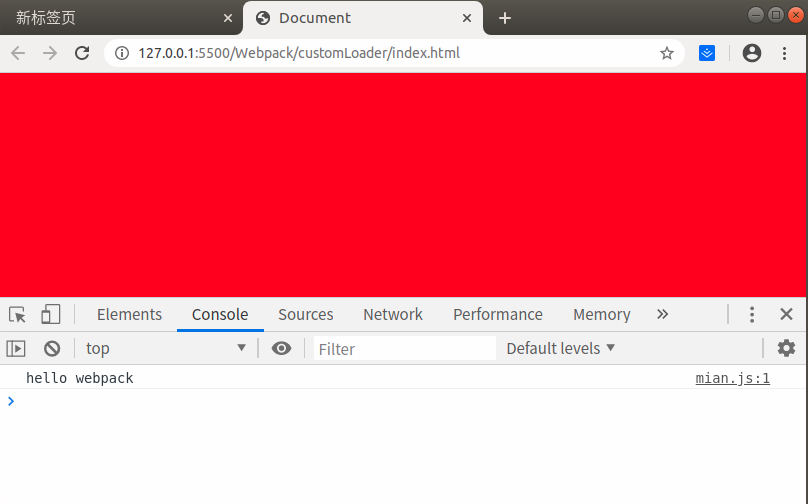 新标签页 Document
127.0.0.1:5500/Webpack/customLoader/index.html
Elements Console Sources Network Performance Memory
top Filter Default levels
hello webpack mian.js:1